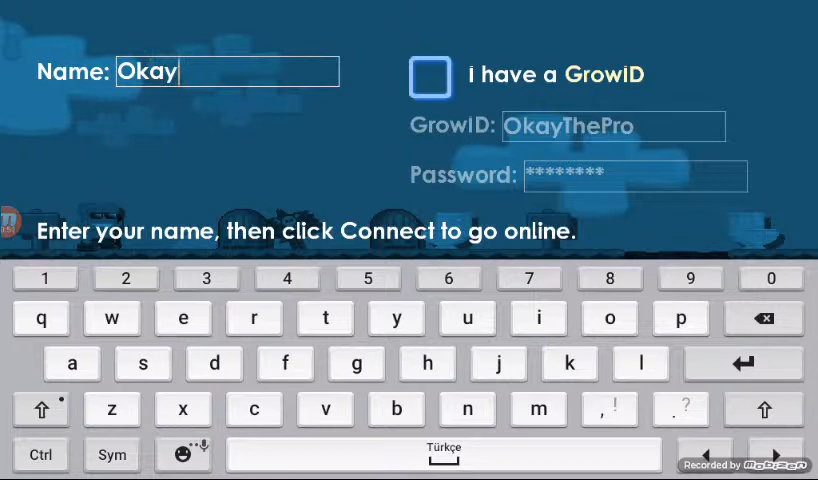 Name: Okay
I have a GrowID
GrowID: OkayThePro
Password: ********
Enter your name, then click Connect to go online.
1 2 3 4 5 6 7 8 9 0
q w e r t y u i o p
a s d f g h j k l
z x c v b n m , ! . ?
Ctrl Sym Türkçe
Recorded by mobizen